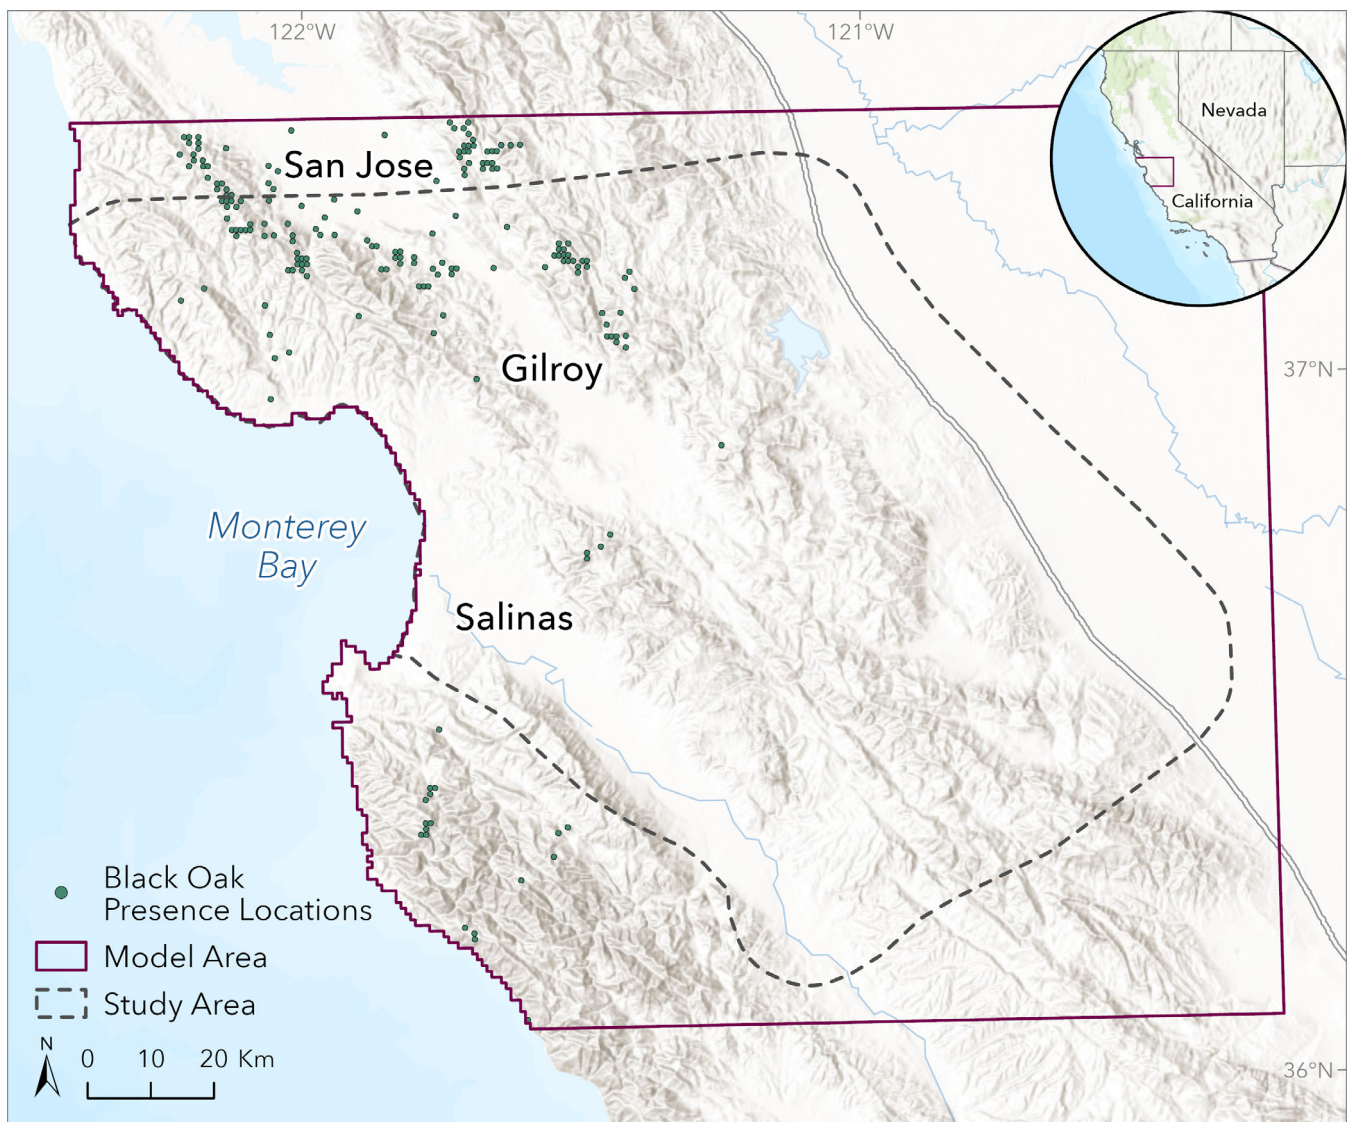 122°W
121°W
Nevada
California
San Jose
37°N
Gilroy
Monterey
Bay
Salinas
Black Oak
Presence Locations
Model Area
Study Area
N
0 10 20 Km
36°N